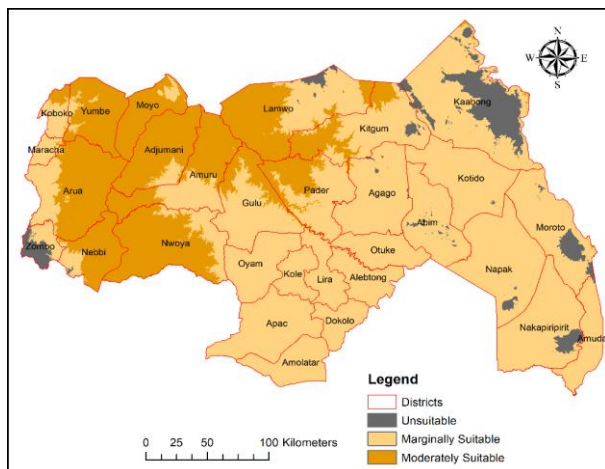 N
W E
S
Kaabong
Lamwo
Moyo
Yumbe
Koboko
Kitgum
Maracha
Adjumani
Amuru
Kotido
Arua
Pader
Agago
Gulu
Moroto
Abim
Zombo
Nebbi
Nwoya
Otuke
Oyam
Napak
Kole
Lira
Alebtong
Apac
Dokolo
Nakapiripirit
Amuda
Amolatar
Legend
Districts
Unsuitable
Marginally Suitable
Moderately Suitable
0 25 50 100 Kilometers